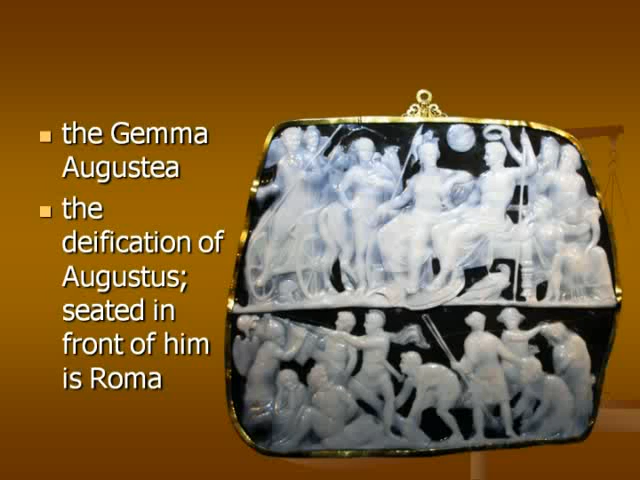 the Gemma
Augustea
the
deification of
Augustus;
seated in
front of him
is Roma